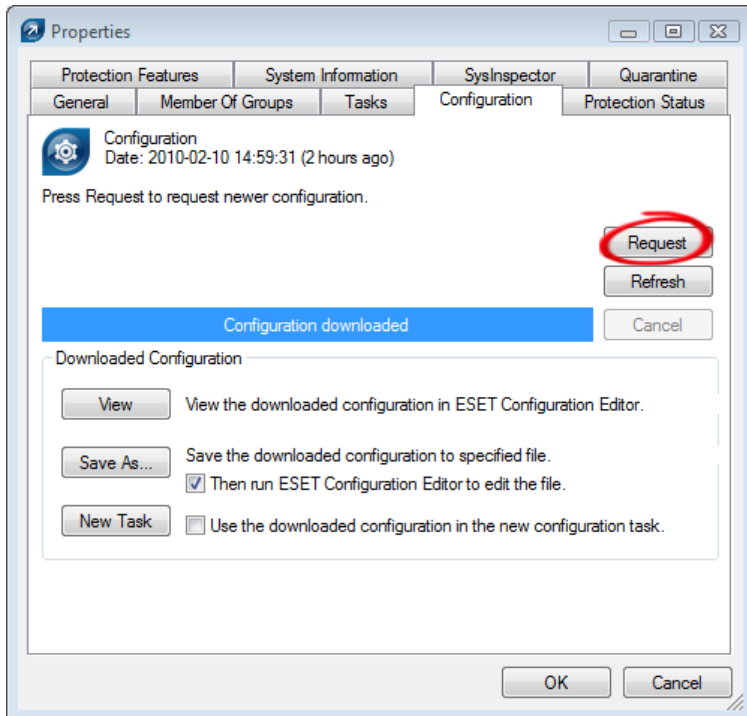 Properties
Protection Features System Information SysInspector Quarantine
General Member Of Groups Tasks Configuration Protection Status
Configuration
Date: 2010-02-10 14:59:31 (2 hours ago)
Press Request to request newer configuration.
Request
Refresh
Configuration downloaded Cancel
Downloaded Configuration
View View the downloaded configuration in ESET Configuration Editor.
Save As... Save the downloaded configuration to specified file.
Then run ESET Configuration Editor to edit the file.
New Task Use the downloaded configuration in the new configuration task.
OK Cancel